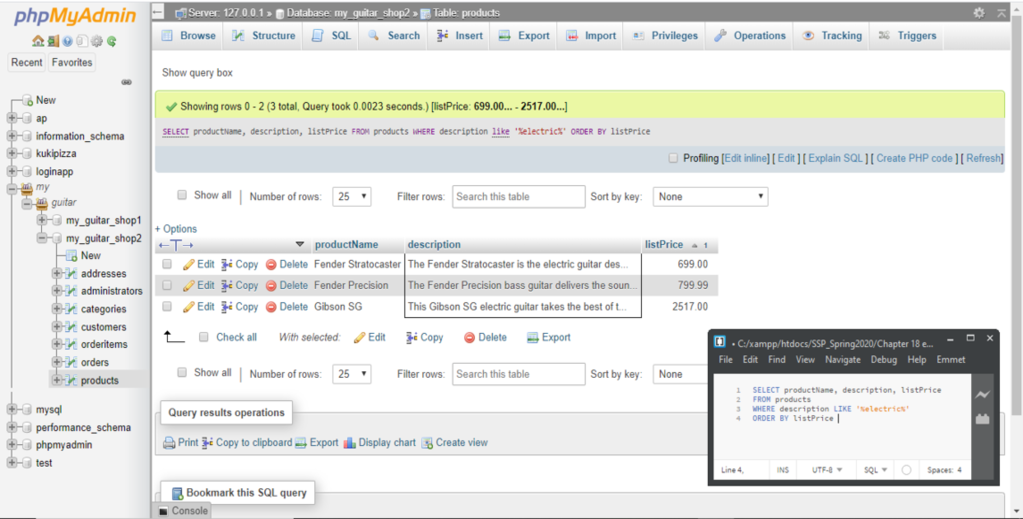 phpMyAdmin
Recent Favorites
New
ap
information_schema
kukipizza
loginapp
my
guitar
my_guitar_shop1
my_guitar_shop2
New
addresses
administrators
categories
customers
orderitems
orders
products
mysql
performance_schema
phpmyadmin
test
Server: 127.0.0.1 » Database: my_guitar_shop2 » Table: products
Browse Structure SQL Search Insert Export Import Privileges Operations Tracking Triggers
Show query box
Showing rows 0 - 2 (3 total, Query took 0.0023 seconds.) [listPrice: 699.00... - 2517.00...]
SELECT productName, description, listPrice FROM products WHERE description like '%electric%' ORDER BY listPrice
Profiling [Edit inline] [ Edit ] [ Explain SQL ] [ Create PHP code ] [ Refresh]
Show all | Number of rows: 25 Filter rows: Search this table Sort by key: None
+ Options
productName description listPrice 1
Edit Copy Delete Fender Stratocaster The Fender Stratocaster is the electric guitar des... 699.00
Edit Copy Delete Fender Precision The Fender Precision bass guitar delivers the soun... 799.99
Edit Copy Delete Gibson SG This Gibson SG electric guitar takes the best of t... 2517.00
Check all With selected: Edit Copy Delete Export
Show all | Number of rows: 25 Filter rows: Search this table Sort by key: None
Query results operations
Print Copy to clipboard Export Display chart Create view
Bookmark this SQL query
Console
• C:/xampp/htdocs/SSP_Spring2020/Chapter 18 e...
File Edit Find View Navigate Debug Help Emmet
1 SELECT productName, description, listPrice
2 FROM products
3 WHERE description LIKE '%electric%'
4 ORDER BY listPrice
Line 4, INS UTF-8 SQL Spaces: 4